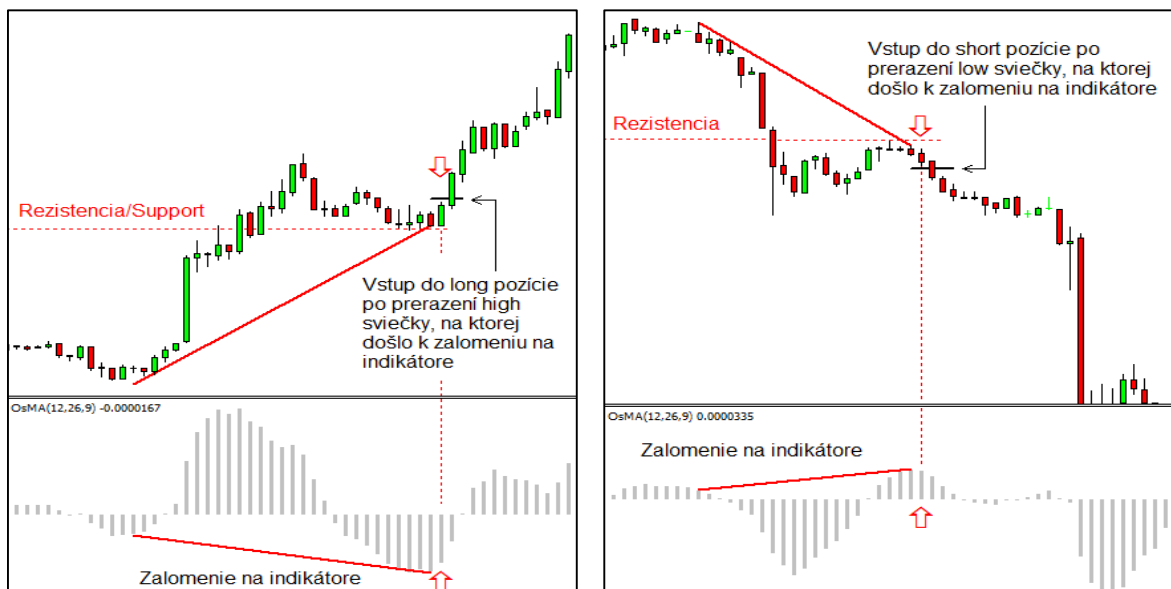 Rezistencia/Support
Vstup do long pozície
po prerazení high
sviečky, na ktorej
došlo k zalomeniu na
indikátore
OsMA(12,26,9) -0.0000167
Zalomenie na indikátore
Vstup do short pozície po
prerazení low sviečky, na ktorej
došlo k zalomeniu na indikátore
Rezistencia
OsMA(12,26,9) 0.0000335
Zalomenie na indikátore